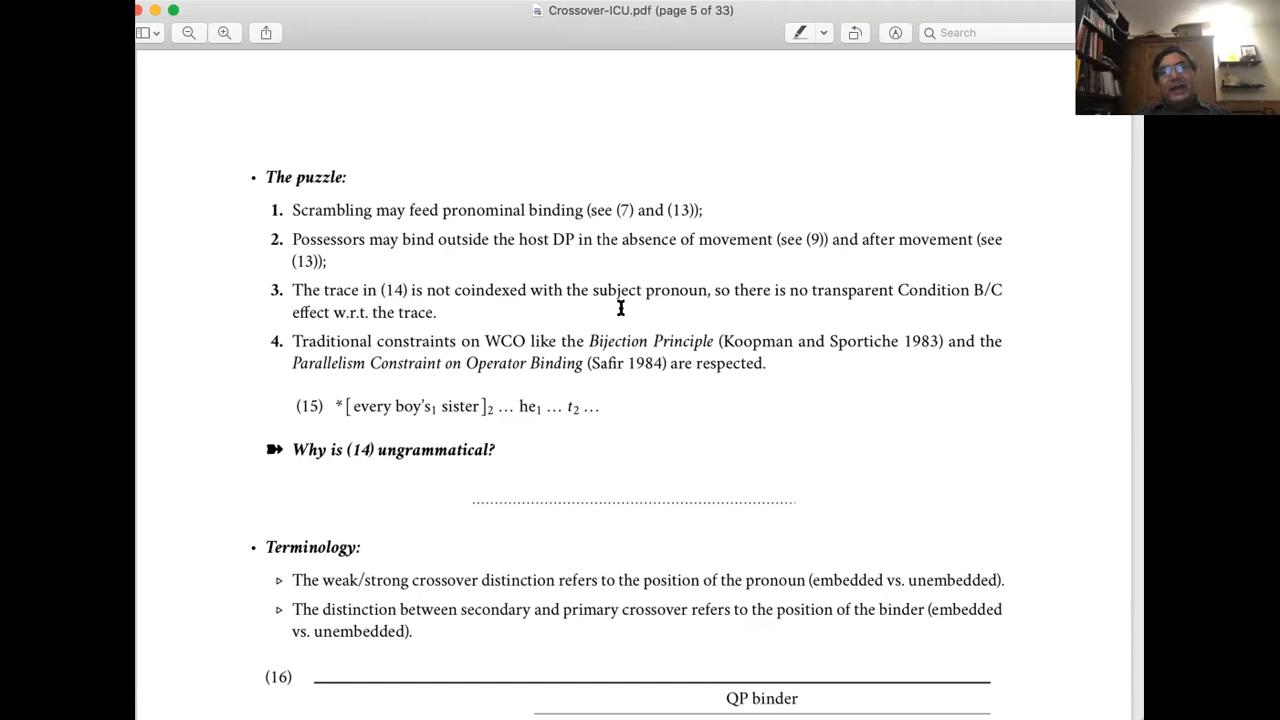 Crossover-ICU.pdf (page 5 of 33)
Search
• The puzzle:
1. Scrambling may feed pronominal binding (see (7) and (13));
2. Possessors may bind outside the host DP in the absence of movement (see (9)) and after movement (see
(13));
3. The trace in (14) is not coindexed with the subject pronoun, so there is no transparent Condition B/C
effect w.r.t. the trace.
4. Traditional constraints on WCO like the Bijection Principle (Koopman and Sportiche 1983) and the
Parallelism Constraint on Operator Binding (Safir 1984) are respected.
(15) *[ every boy's₁ sister ]₂ … he₁ … t₂ …
➽ Why is (14) ungrammatical?
• Terminology:
▹ The weak/strong crossover distinction refers to the position of the pronoun (embedded vs. unembedded).
▹ The distinction between secondary and primary crossover refers to the position of the binder (embedded
vs. unembedded).
(16)
QP binder